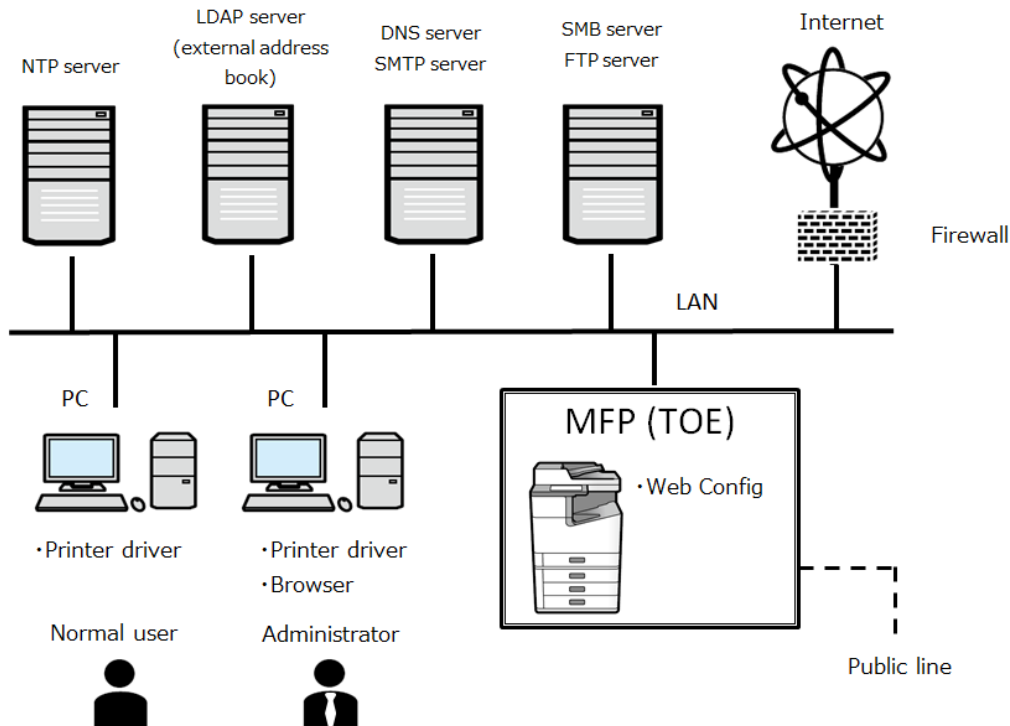 NTP server
LDAP server
(external address
book)
DNS server
SMTP server
SMB server
FTP server
Internet
Firewall
LAN
PC
PC
MFP (TOE)
・Web Config
・Printer driver
・Printer driver
・Browser
Normal user
Administrator
Public line